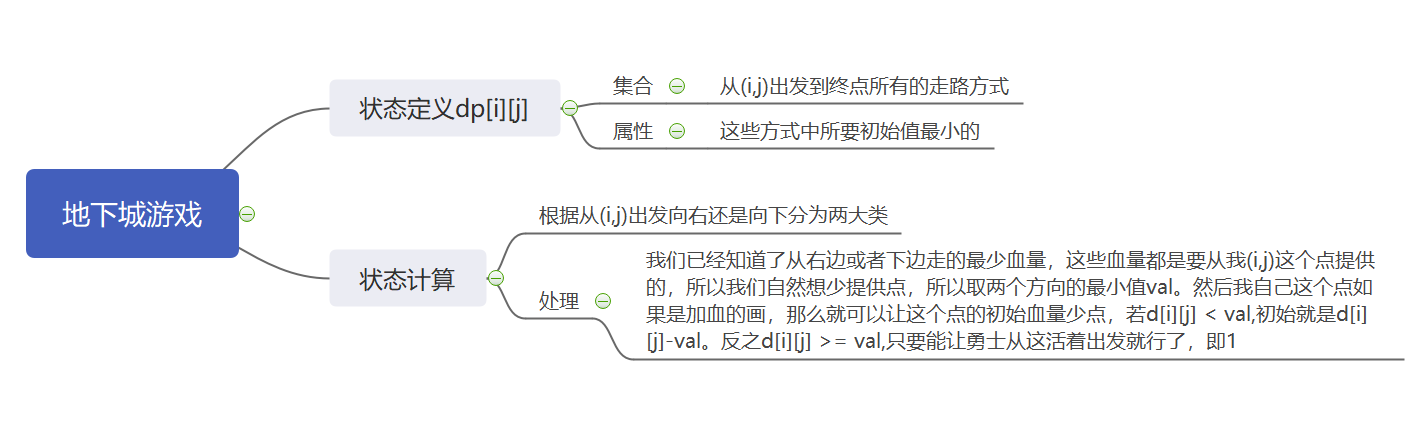 地下城游戏
状态定义dp[i][j]
集合
从(i,j)出发到终点所有的走路方式
属性
这些方式中所要初始值最小的
状态计算
根据从(i,j)出发向右还是向下分为两大类
处理
我们已经知道了从右边或者下边走的最少血量，这些血量都是要从我(i,j)这个点提供
的，所以我们自然想少提供点，所以取两个方向的最小值val。然后我自己这个点如
果是加血的画，那么就可以让这个点的初始血量少点，若d[i][j] < val,初始就是d[i]
[j]-val。反之d[i][j] >= val,只要能让勇士从这活着出发就行了，即1